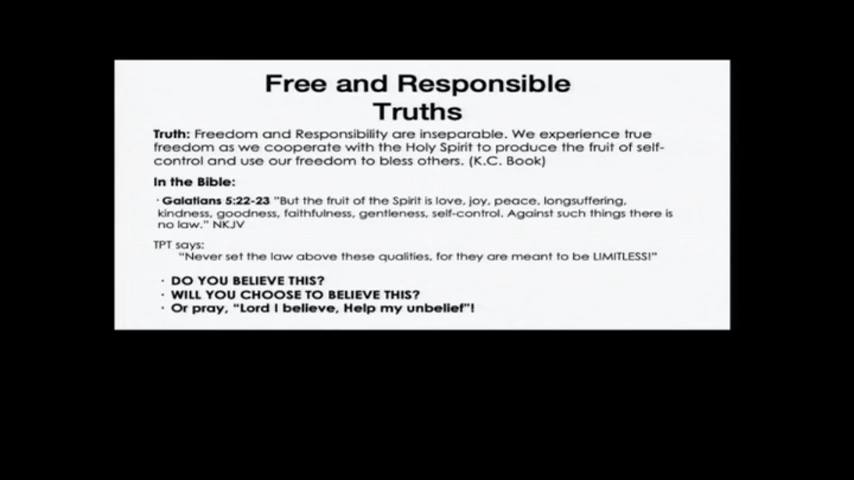 Free and Responsible
Truths
Truth: Freedom and Responsibility are inseparable. We experience true
freedom as we cooperate with the Holy Spirit to produce the fruit of self-
control and use our freedom to bless others. (K.C. Book)
In the Bible:
· Galatians 5:22-23 "But the fruit of the Spirit is love, joy, peace, longsuffering,
kindness, goodness, faithfulness, gentleness, self-control. Against such things there is
no law." NKJV
TPT says:
"Never set the law above these qualities, for they are meant to be LIMITLESS!"
· DO YOU BELIEVE THIS?
· WILL YOU CHOOSE TO BELIEVE THIS?
· Or pray, "Lord I believe, Help my unbelief"!